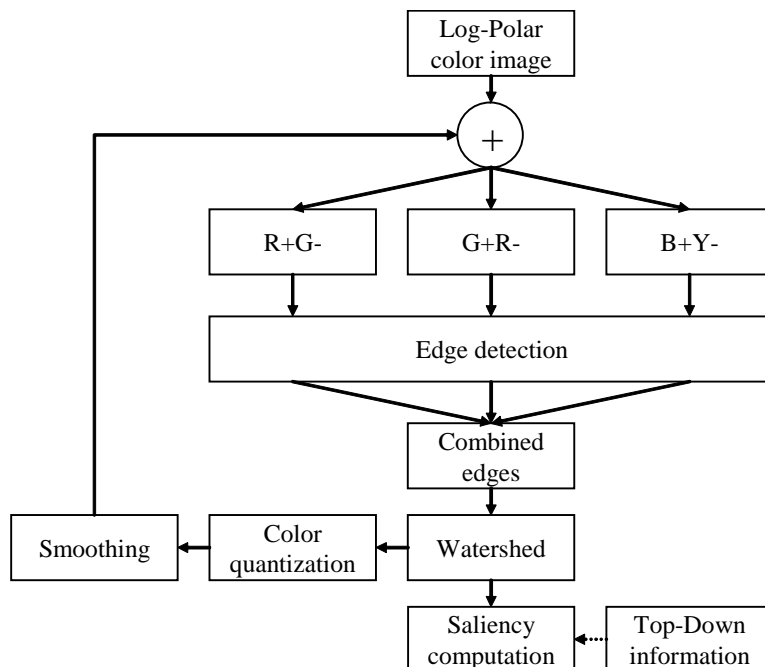 Log-Polar
color image
+
R+G-
G+R-
B+Y-
Edge detection
Combined
edges
Smoothing
Color
quantization
Watershed
Saliency
computation
Top-Down
information